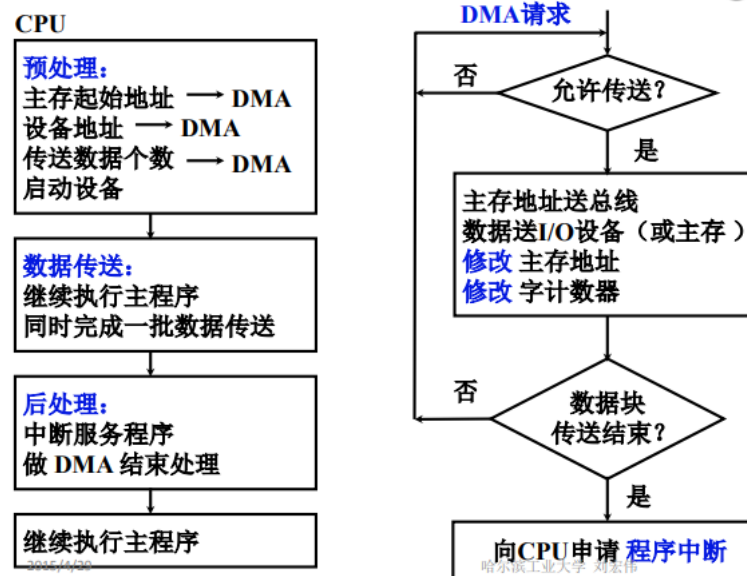 CPU
预处理：
主存起始地址 → DMA
设备地址 → DMA
传送数据个数 → DMA
启动设备
数据传送：
继续执行主程序
同时完成一批数据传送
后处理：
中断服务程序
做 DMA 结束处理
继续执行主程序
2015/4/29
DMA请求
允许传送？
否
是
主存地址送总线
数据送I/O设备（或主存）
修改 主存地址
修改 字计数器
否
数据块
传送结束？
是
向CPU申请 程序中断
哈尔滨工业大学 刘宏伟